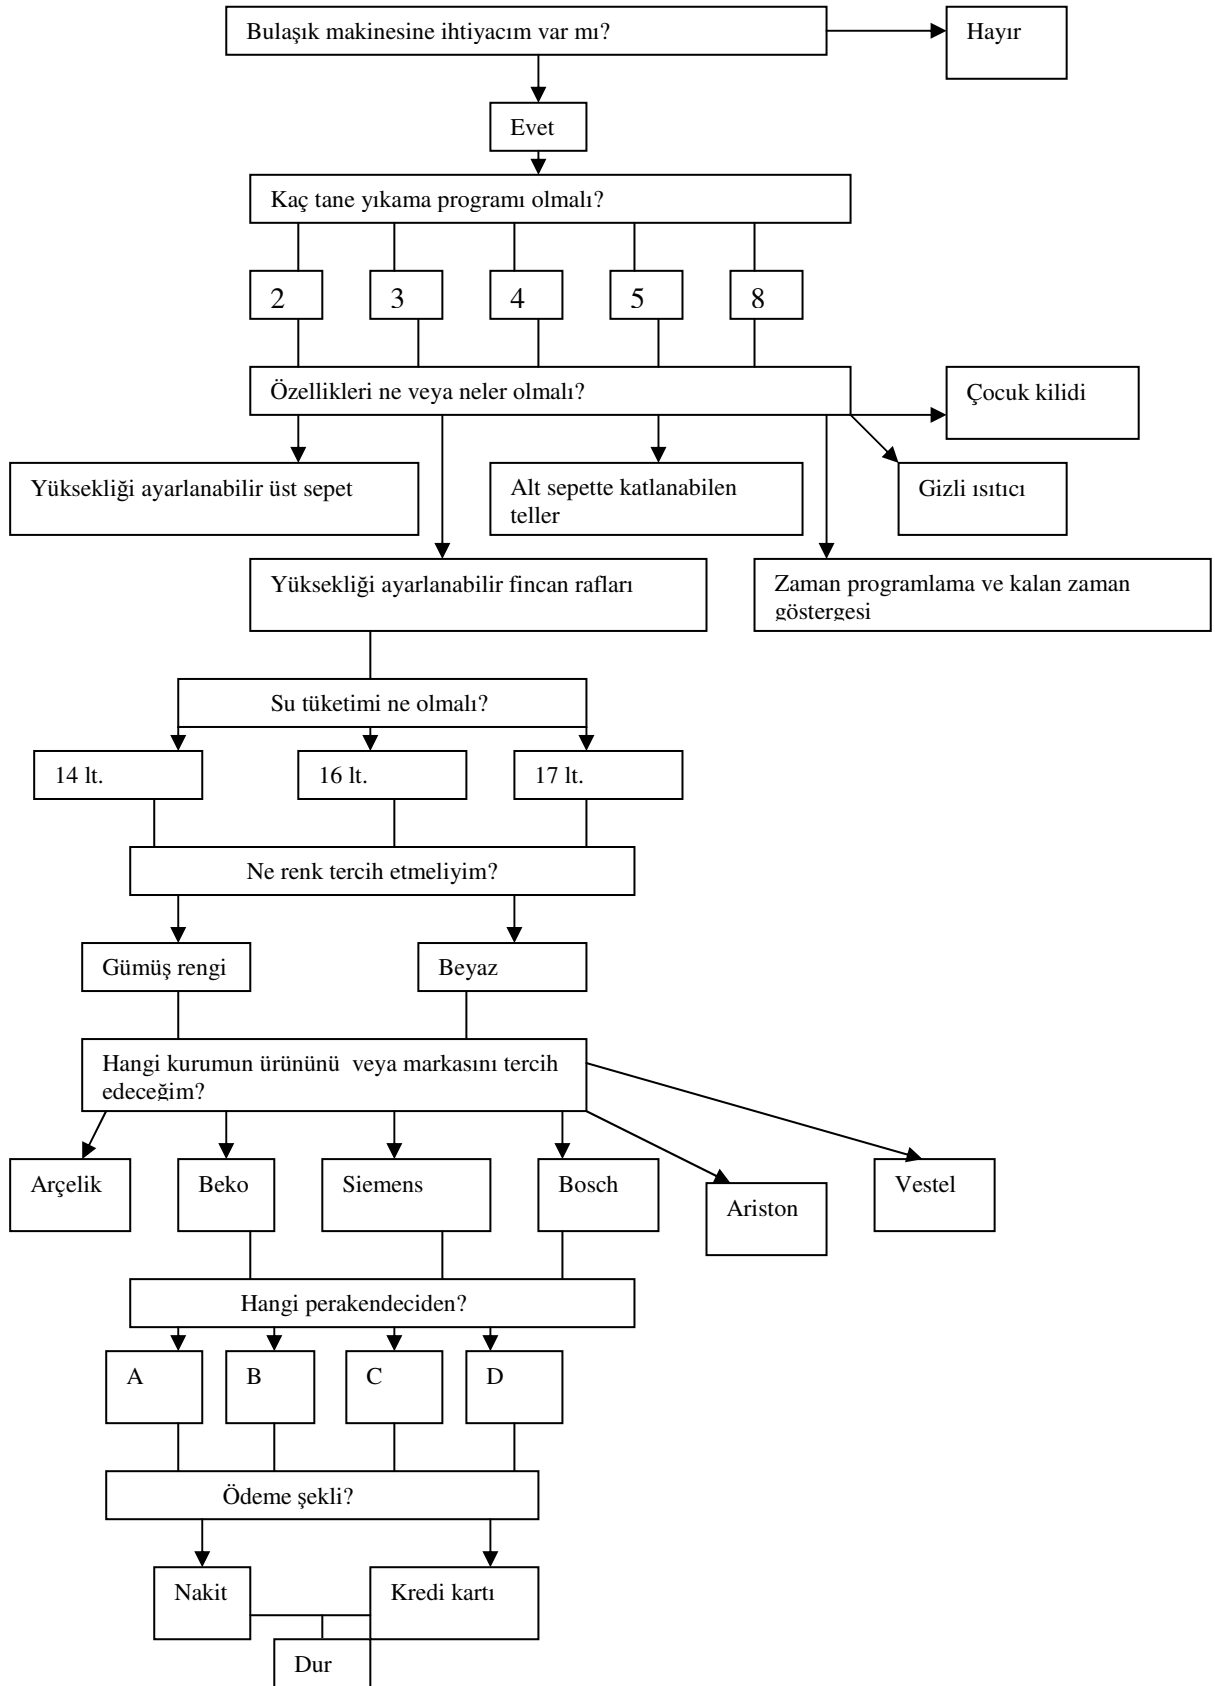 Bulaşık makinesine ihtiyacım var mı?
Hayır
Evet
Kaç tane yıkama programı olmalı?
2
3
4
5
8
Özellikleri ne veya neler olmalı?
Çocuk kilidi
Yüksekliği ayarlanabilir üst sepet
Alt sepette katlanabilen
teller
Gizli ısıtıcı
Yüksekliği ayarlanabilir fincan rafları
Zaman programlama ve kalan zaman
göstergesi
Su tüketimi ne olmalı?
14 lt.
16 lt.
17 lt.
Ne renk tercih etmeliyim?
Gümüş rengi
Beyaz
Hangi kurumun ürününü veya markasını tercih
edeceğim?
Arçelik
Beko
Siemens
Bosch
Ariston
Vestel
Hangi perakendeciden?
A
B
C
D
Ödeme şekli?
Nakit
Kredi kartı
Dur